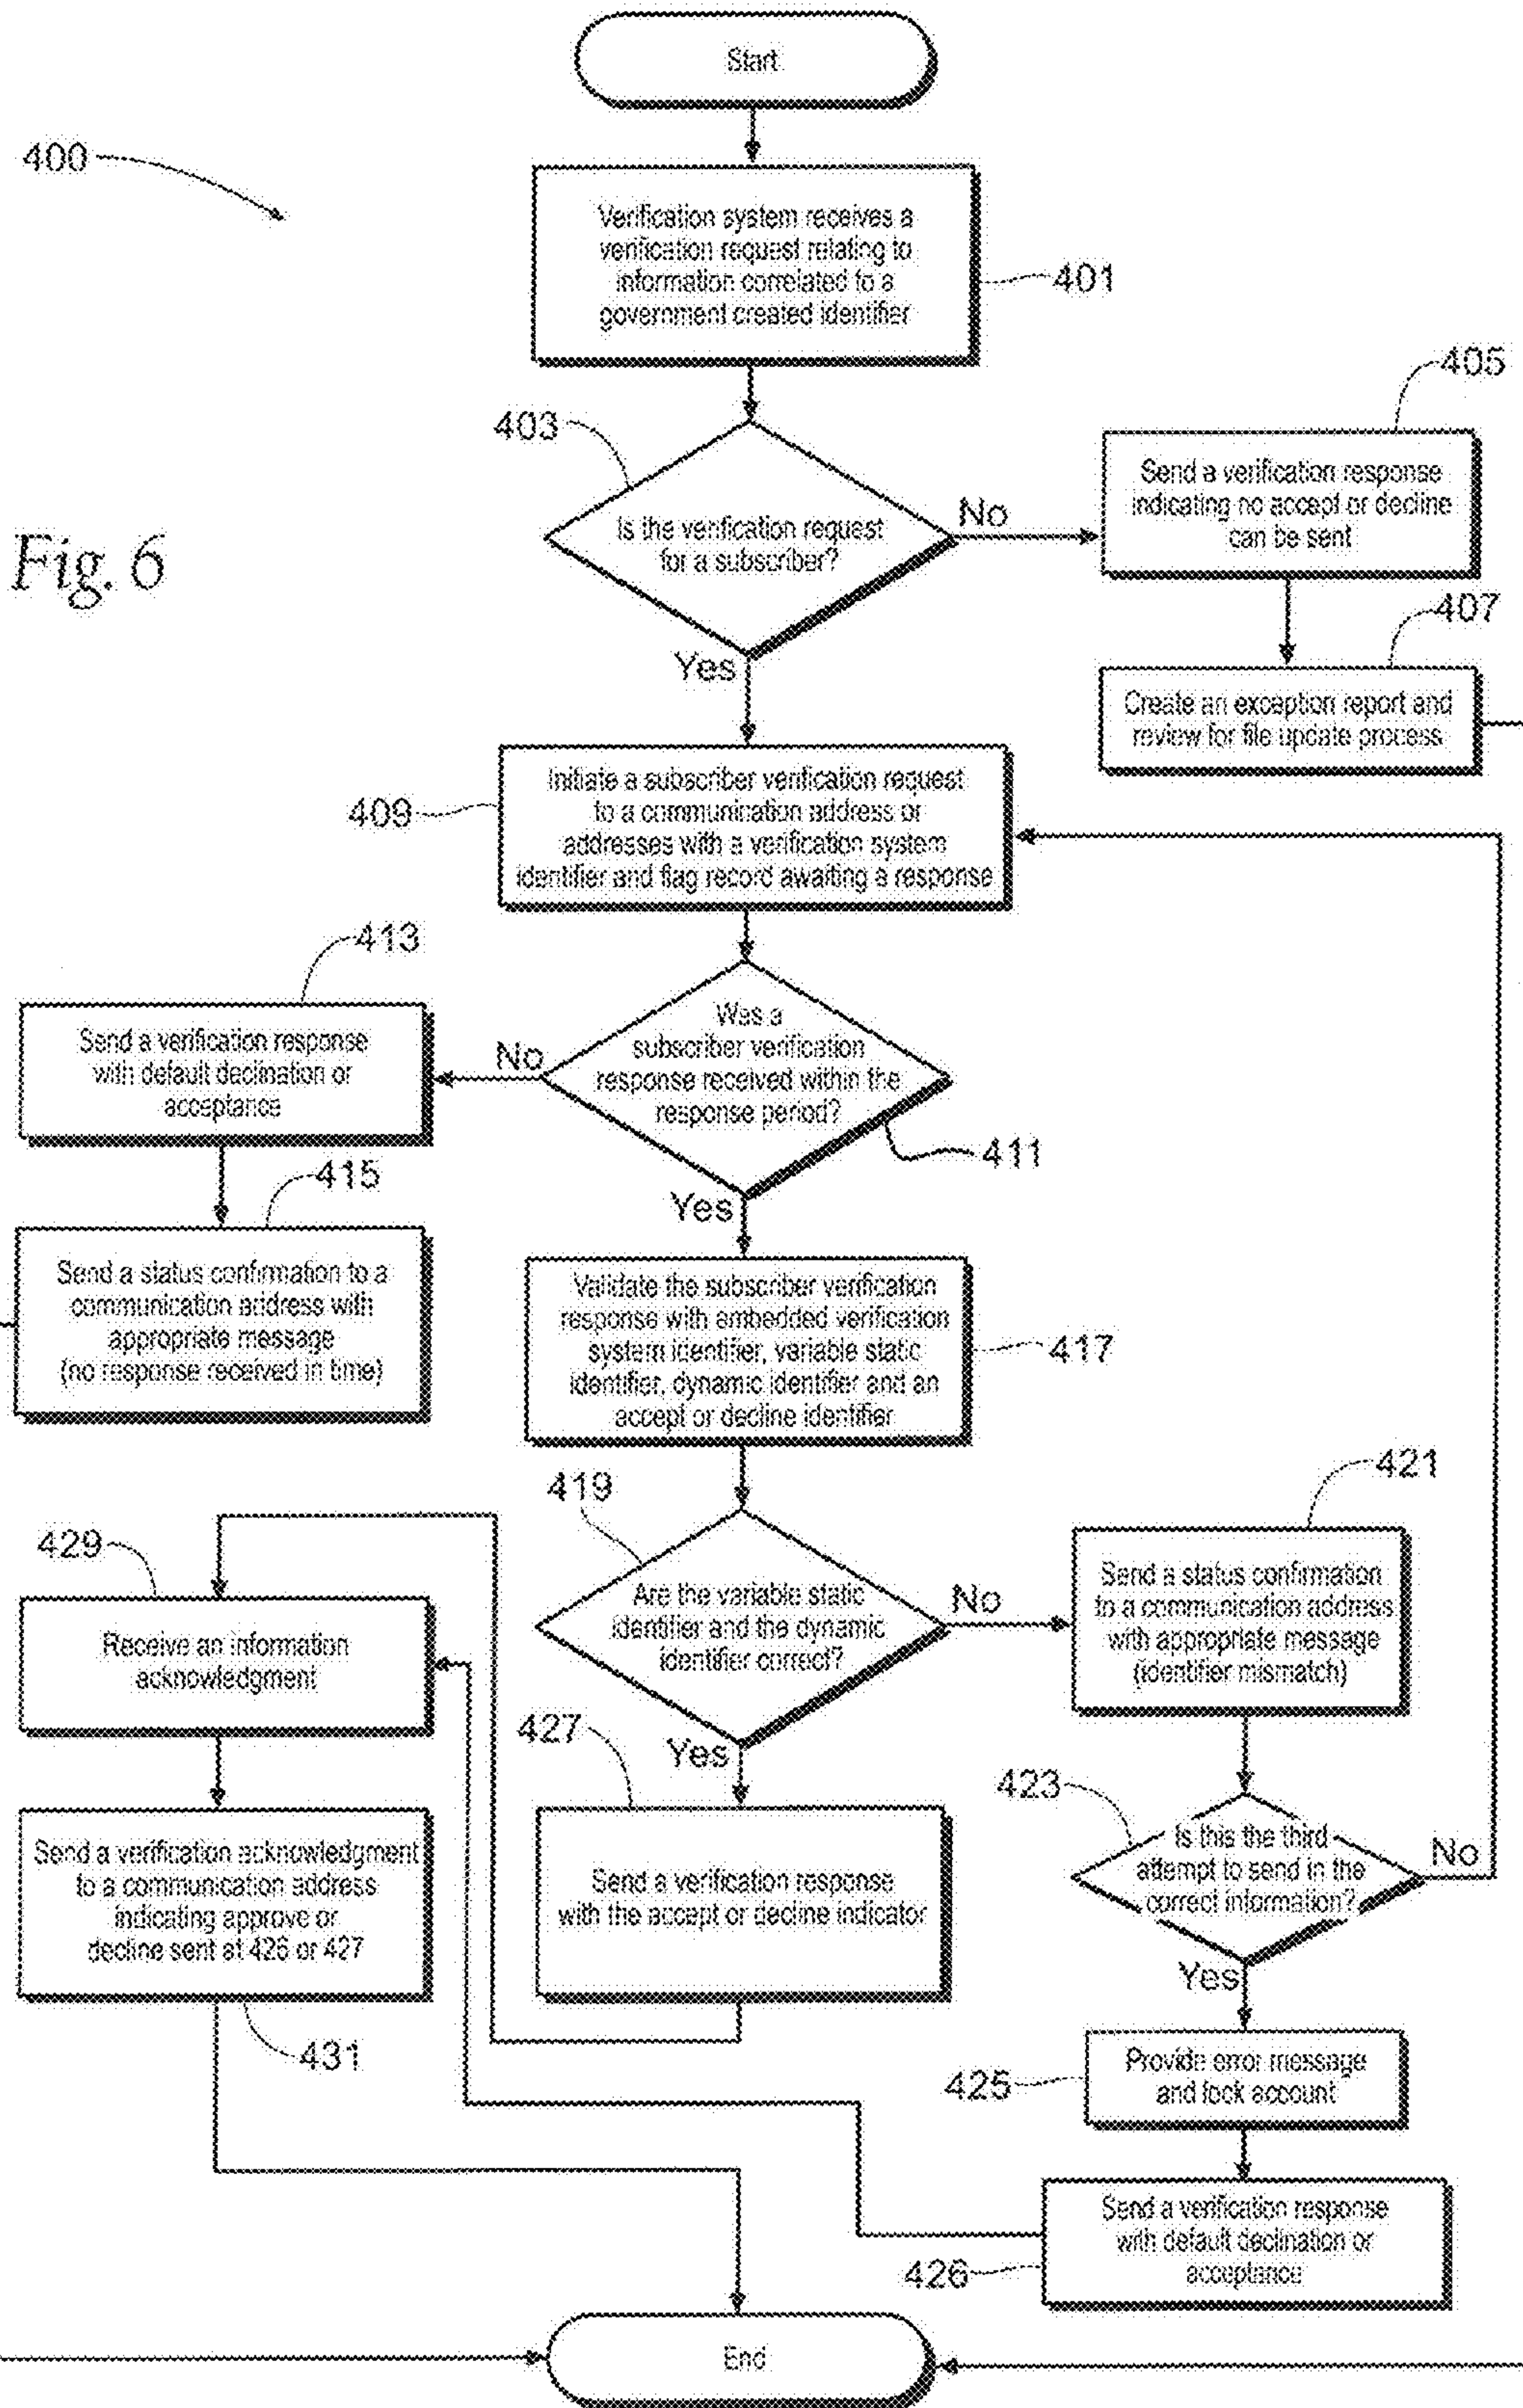 Start
400
Verification system receives a
verification request relating to
information correlated to a
government created identifier
401
403
Is the verification request
for a subscriber?
No
Yes
405
Send a verification response
indicating no accept or decline
can be sent
Fig. 6
407
Create an exception report and
review for file update process
409
Initiate a subscriber verification request
to a communication address or
addresses with a verification system
identifier and flag record awaiting a response
413
Send a verification response
with default declination or
acceptance
No
Was a
subscriber verification
response received within the
response period?
411
Yes
415
Send a status confirmation to a
communication address with
appropriate message
(no response received in time)
Validate the subscriber verification
response with embedded verification
system identifier, variable static
identifier, dynamic identifier and an
accept or decline identifier
417
419
Are the variable static
identifier and the dynamic
identifier correct?
No
Yes
421
Send a status confirmation
to a communication address
with appropriate message
(identifier mismatch)
429
Receive an information
acknowledgment
427
Send a verification response
with the accept or decline indicator
423
Is this the third
attempt to send in the
correct information?
No
Yes
Send a verification acknowledgment
to a communication address
indicating approve or
decline sent at 426 or 427
431
425
Provide error message
and lock account
426
Send a verification response
with default declination or
acceptance
End